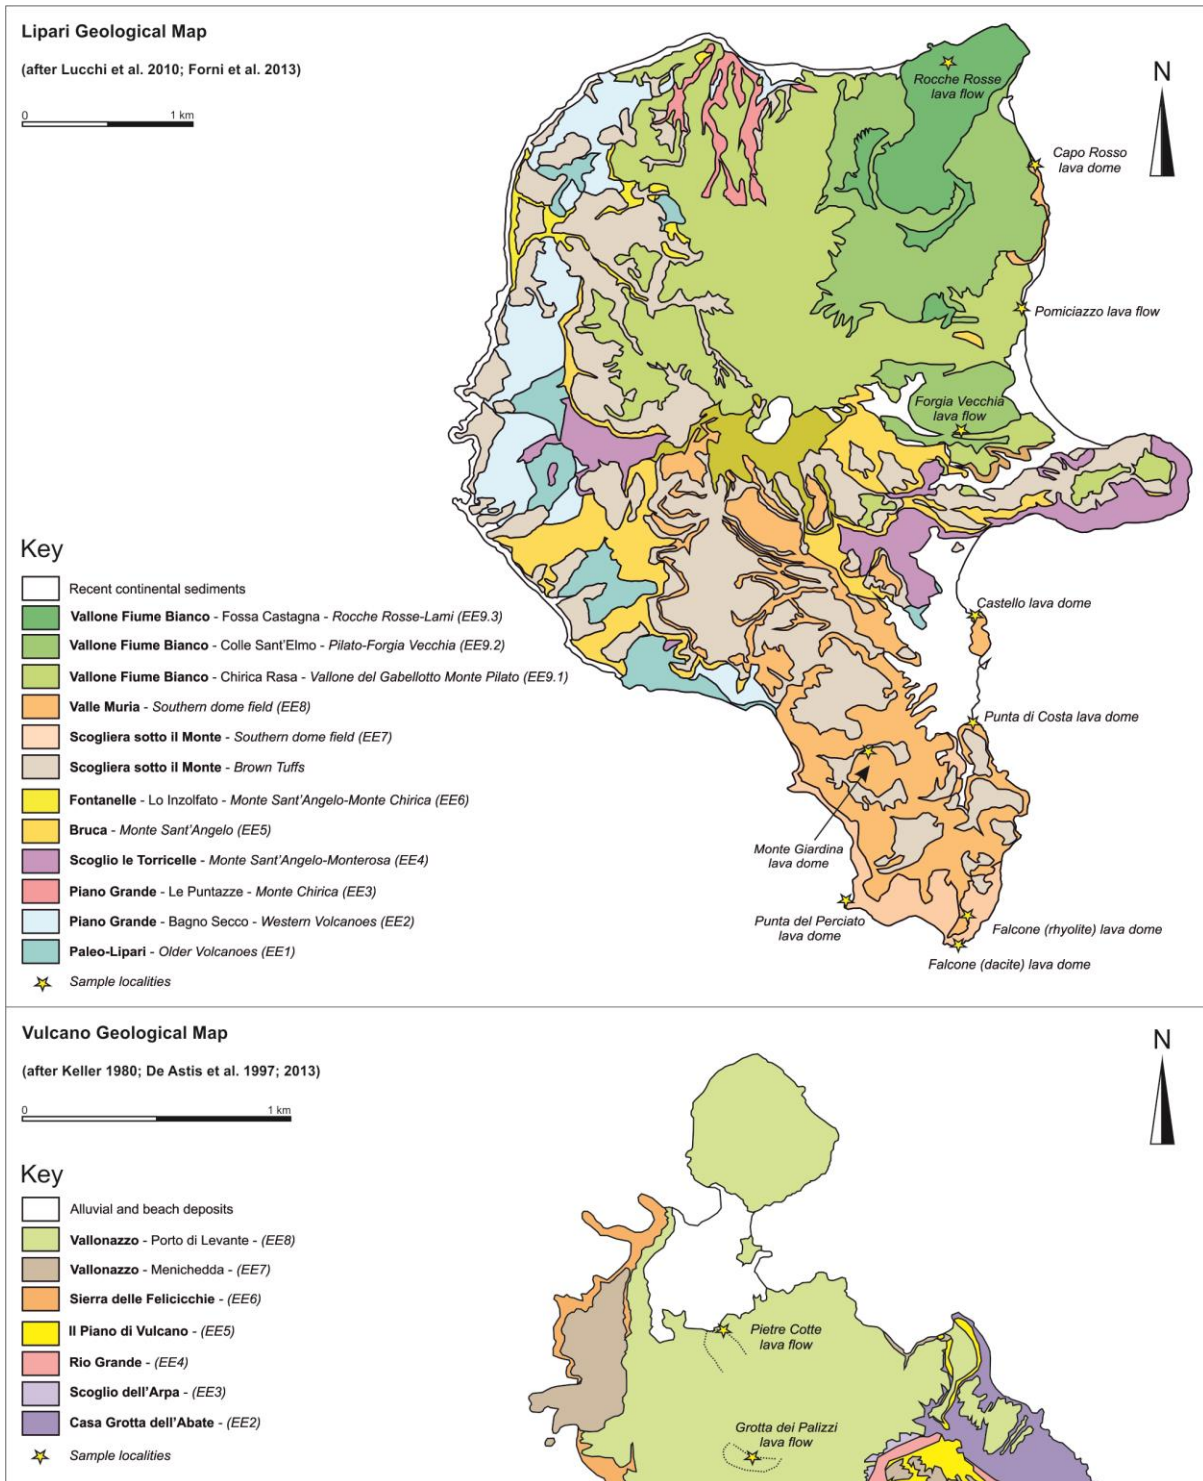 Lipari Geological Map
(after Lucchi et al. 2010; Forni et al. 2013)
0 1 km
N
Rocche Rosse
lava flow
Capo Rosso
lava dome
Pomiciazzo lava flow
Forgia Vecchia
lava flow
Castello lava dome
Punta di Costa lava dome
Monte Giardina
lava dome
Punta del Perciato
lava dome
Falcone (rhyolite) lava dome
Falcone (dacite) lava dome
Key
Recent continental sediments
Vallone Fiume Bianco - Fossa Castagna - Rocche Rosse-Lami (EE9.3)
Vallone Fiume Bianco - Colle Sant'Elmo - Pilato-Forgia Vecchia (EE9.2)
Vallone Fiume Bianco - Chirica Rasa - Vallone del Gabellotto Monte Pilato (EE9.1)
Valle Muria - Southern dome field (EE8)
Scogliera sotto il Monte - Southern dome field (EE7)
Scogliera sotto il Monte - Brown Tuffs
Fontanelle - Lo Inzolfato - Monte Sant'Angelo-Monte Chirica (EE6)
Bruca - Monte Sant'Angelo (EE5)
Scoglio le Torricelle - Monte Sant'Angelo-Monterosa (EE4)
Piano Grande - Le Puntazze - Monte Chirica (EE3)
Piano Grande - Bagno Secco - Western Volcanoes (EE2)
Paleo-Lipari - Older Volcanoes (EE1)
Sample localities
Vulcano Geological Map
(after Keller 1980; De Astis et al. 1997; 2013)
0 1 km
N
Key
Alluvial and beach deposits
Vallonazzo - Porto di Levante - (EE8)
Vallonazzo - Menichedda - (EE7)
Sierra delle Felicicchie - (EE6)
Il Piano di Vulcano - (EE5)
Rio Grande - (EE4)
Scoglio dell'Arpa - (EE3)
Casa Grotta dell'Abate - (EE2)
Sample localities
Pietre Cotte
lava flow
Grotta dei Palizzi
lava flow